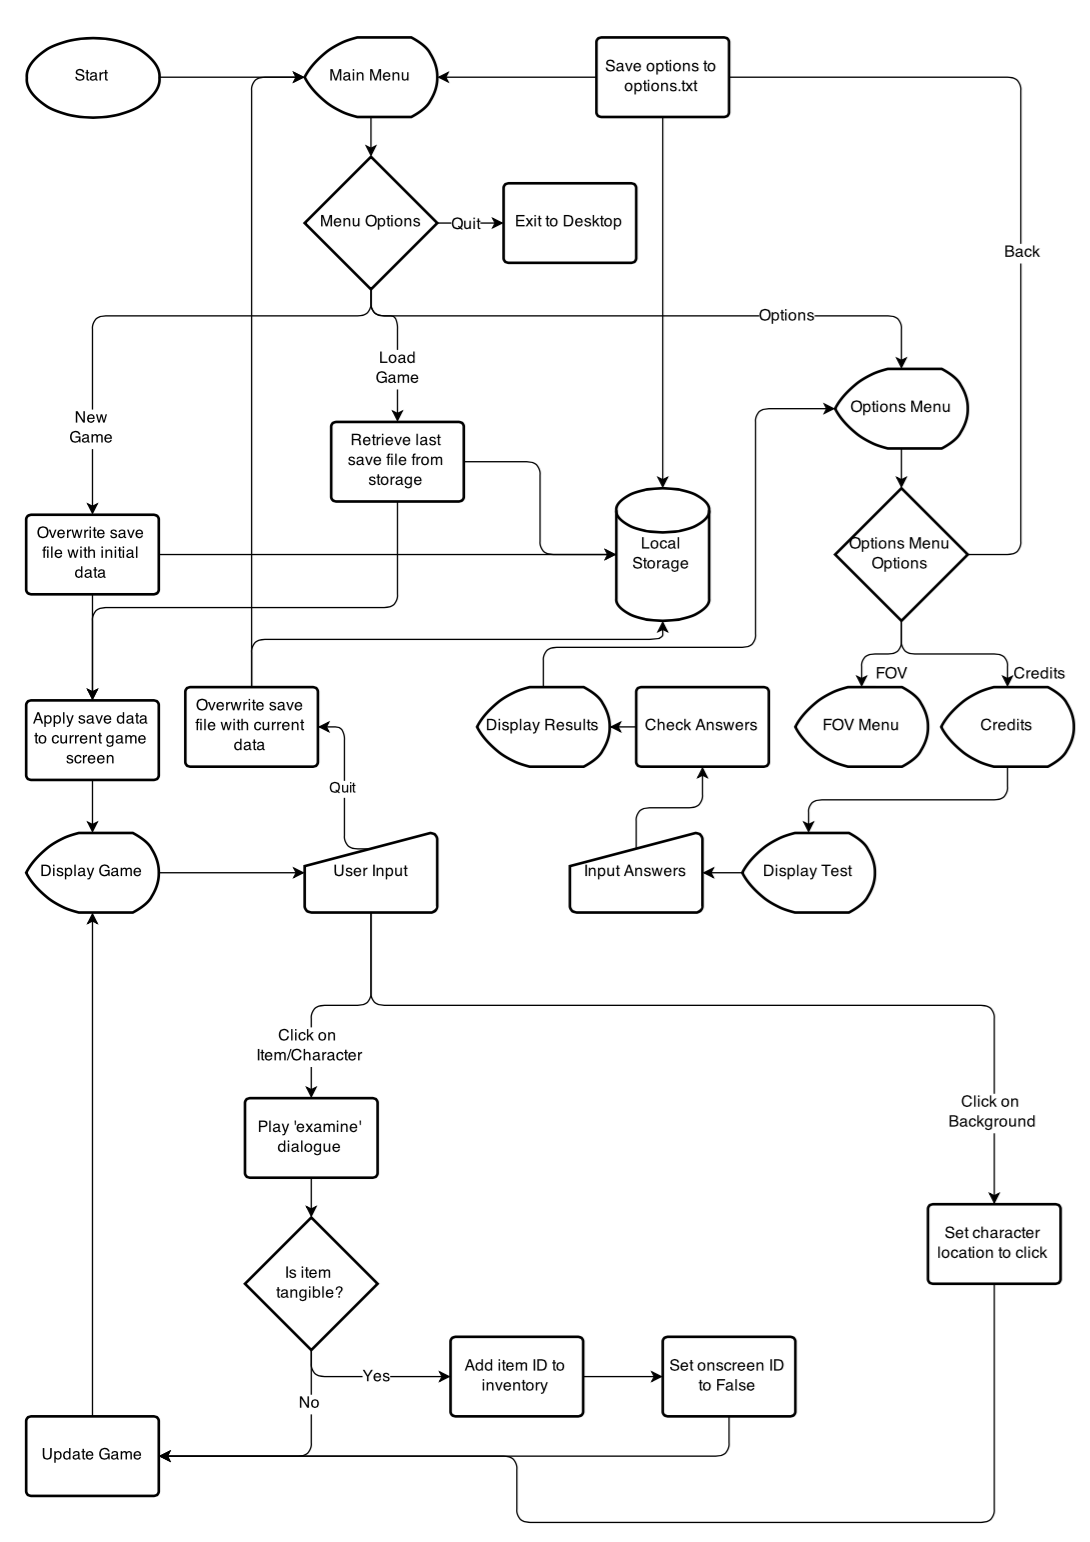 Start
Main Menu
Save options to
options.txt
Menu Options
Quit
Exit to Desktop
Back
Options
Load
Game
New
Game
Options Menu
Retrieve last
save file from
storage
Overwrite save
file with initial
data
Local
Storage
Options Menu
Options
FOV
Credits
Apply save data
to current game
screen
Overwrite save
file with current
data
Display Results
Check Answers
FOV Menu
Credits
Quit
Display Game
User Input
Input Answers
Display Test
Click on
Item/Character
Click on
Background
Play 'examine'
dialogue
Set character
location to click
Is item
tangible?
Yes
Add item ID to
inventory
Set onscreen ID
to False
No
Update Game